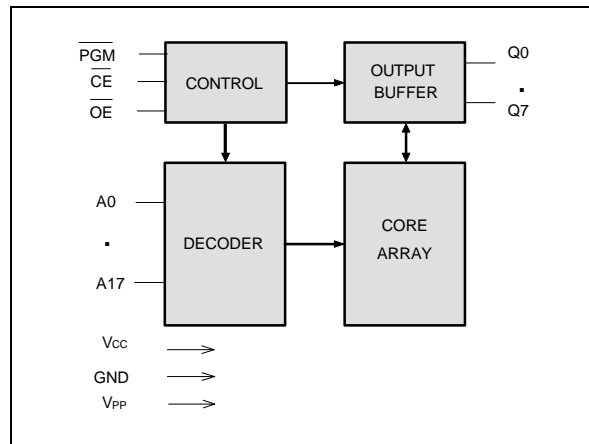 PGM
CE
OE
CONTROL
OUTPUT
BUFFER
Q0
.
Q7
A0
.
A17
DECODER
CORE
ARRAY
VCC
GND
VPP